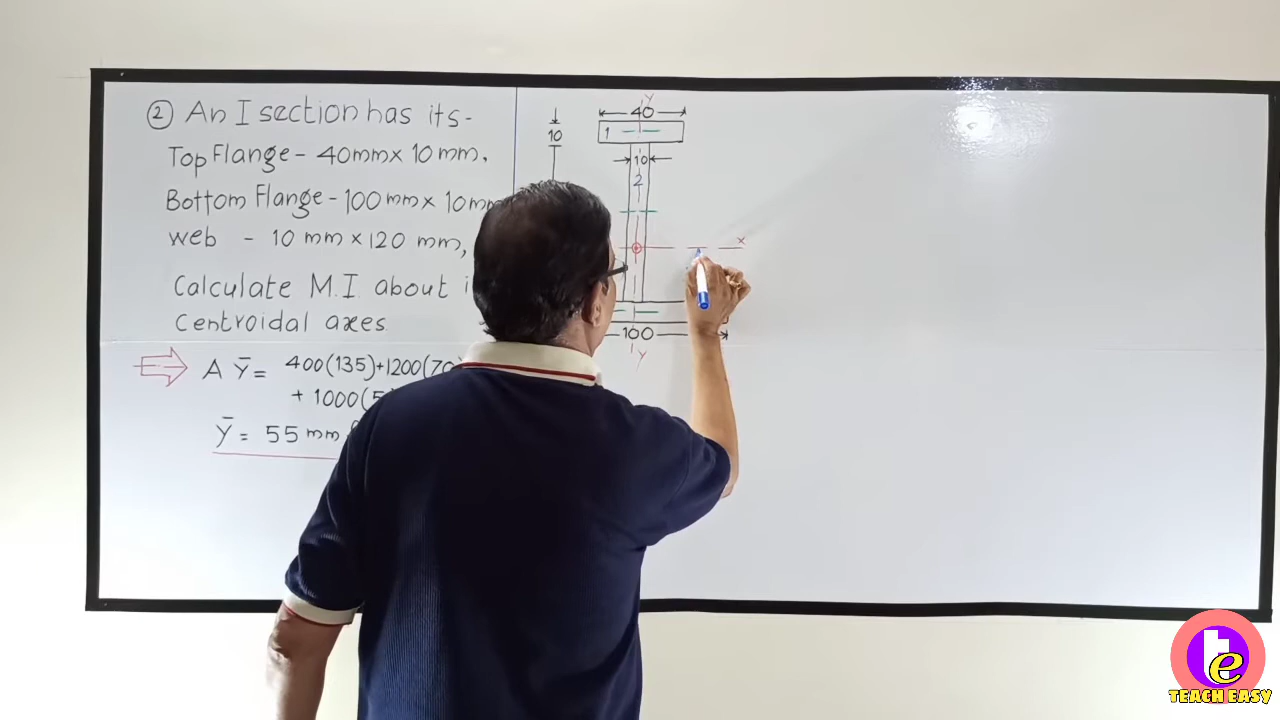 ② An I section has its-
Top Flange - 40mm x 10 mm.
Bottom Flange - 100 mm x 10mm
web - 10 mm x 120 mm,
Calculate M.I. about
Centroidal axes.
A ȳ = 400(135)+1200(70)
+ 1000(5
ȳ = 55 mm
Y
40
10
1
10
2
x
100
Y
te
TEACH EASY